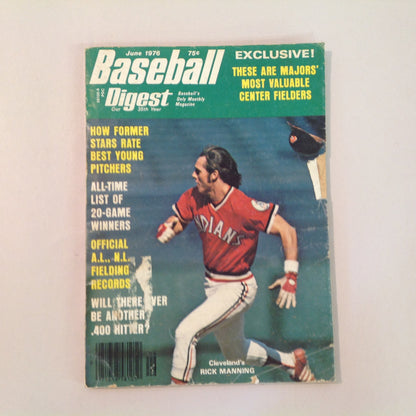 June 1976 75¢
Baseball
Digest
Our 35th Year
Baseball's
Only Monthly
Magazine
EXCLUSIVE!
THESE ARE MAJORS'
MOST VALUABLE
CENTER FIELDERS
HOW FORMER
STARS RATE
BEST YOUNG
PITCHERS
ALL-TIME
LIST OF
20-GAME
WINNERS
OFFICIAL
A.L., N.L.
FIELDING
RECORDS
WILL THERE EVER
BE ANOTHER
.400 HITTER?
INDIANS
Cleveland's
RICK MANNING